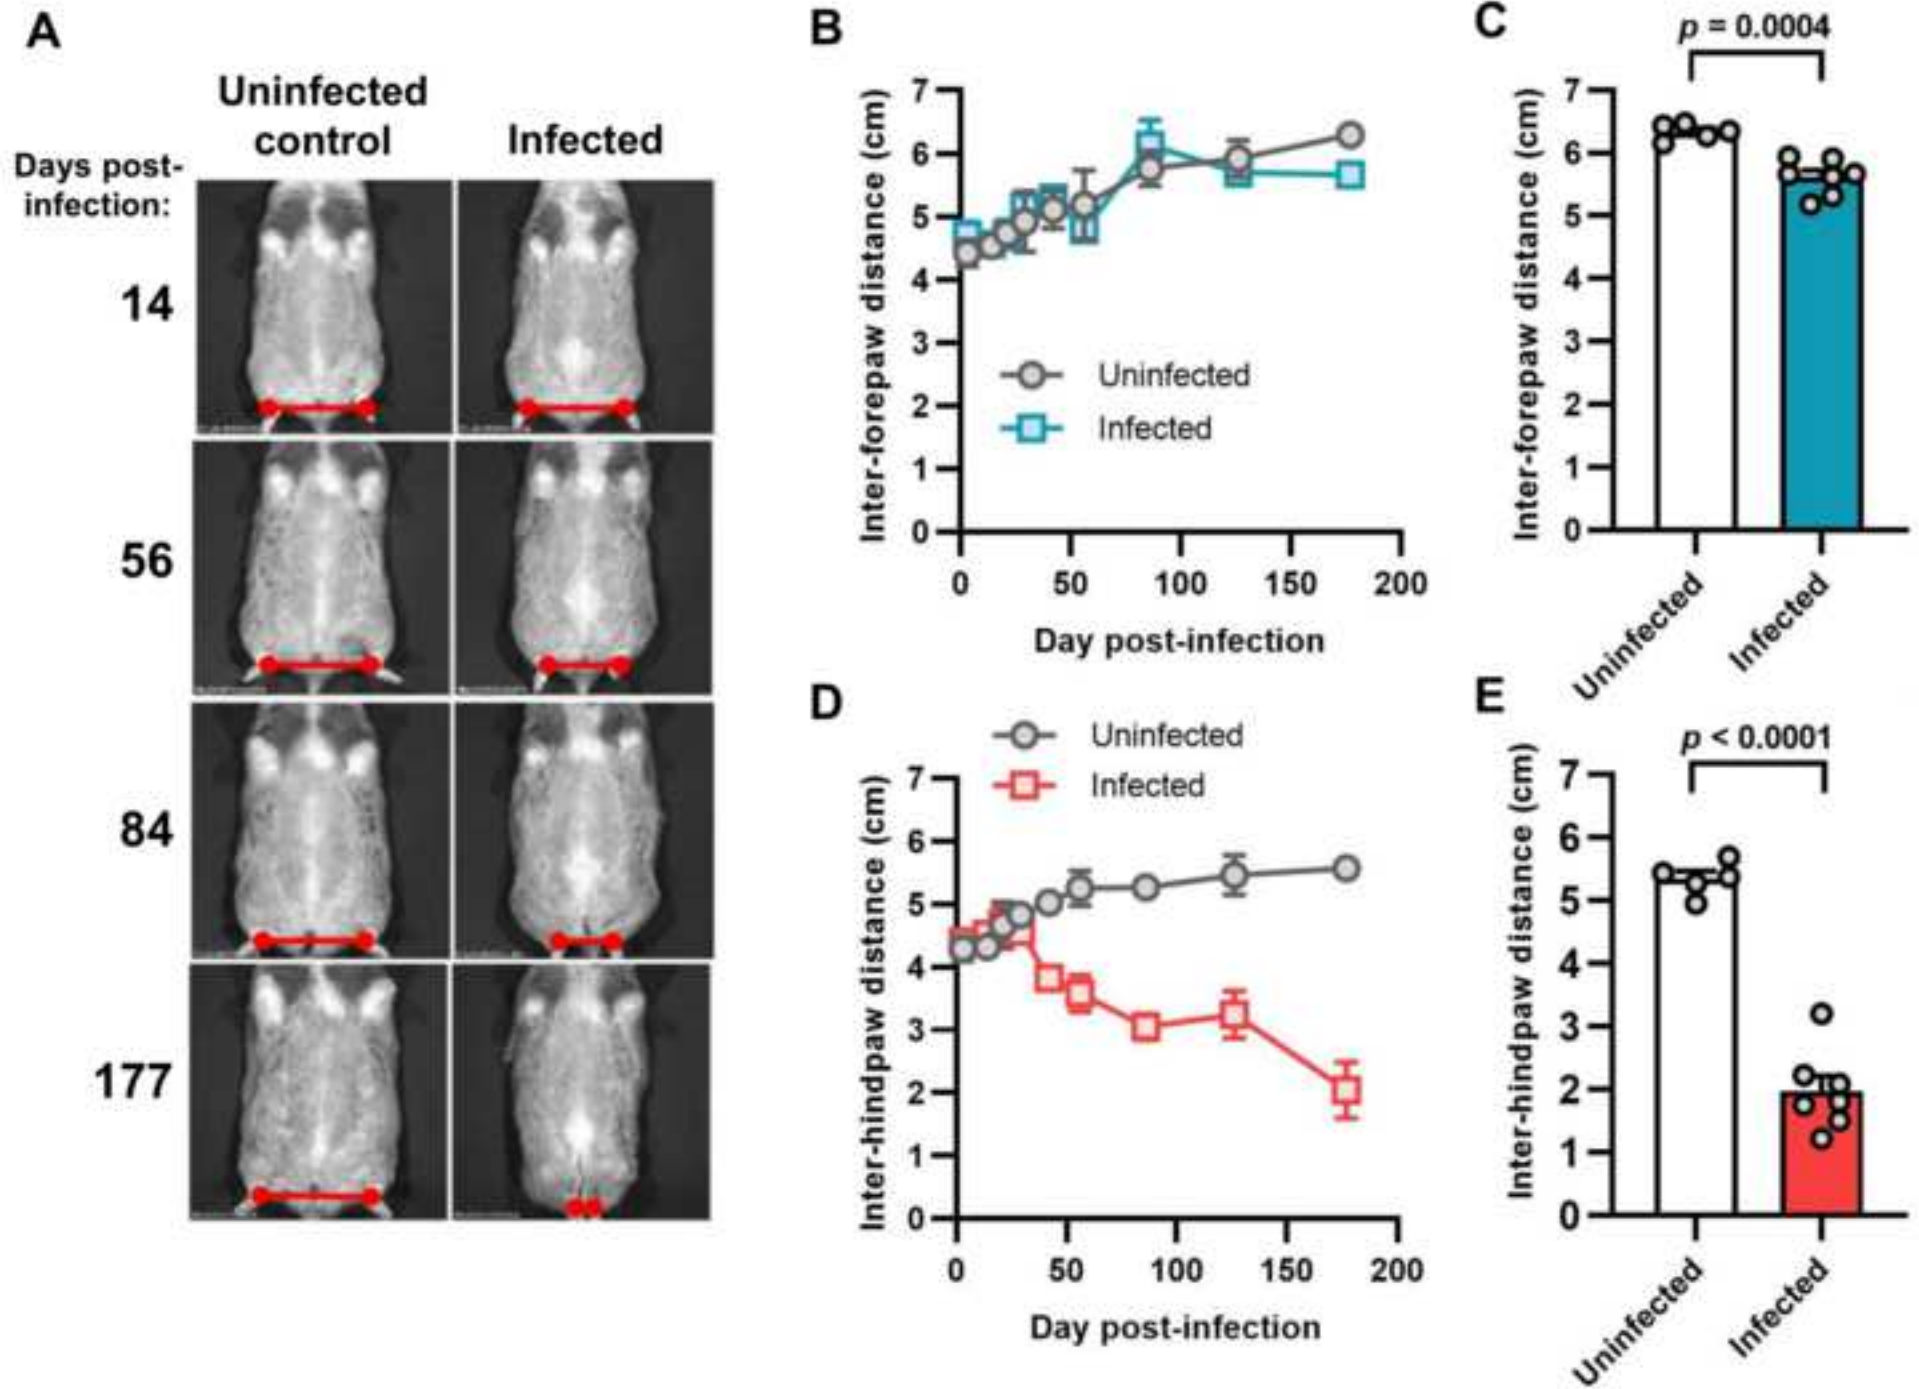 A
Uninfected
control
Infected
Days post-
infection:
14
56
84
177
B
Inter-forepaw distance (cm)
7
6
5
4
3
2
1
0
Uninfected
Infected
0 50 100 150 200
Day post-infection
C
p = 0.0004
Inter-forepaw distance (cm)
7
6
5
4
3
2
1
0
Uninfected
Infected
D
Uninfected
Infected
Inter-hindpaw distance (cm)
7
6
5
4
3
2
1
0
0 50 100 150 200
Day post-infection
E
p < 0.0001
Inter-hindpaw distance (cm)
7
6
5
4
3
2
1
0
Uninfected
Infected